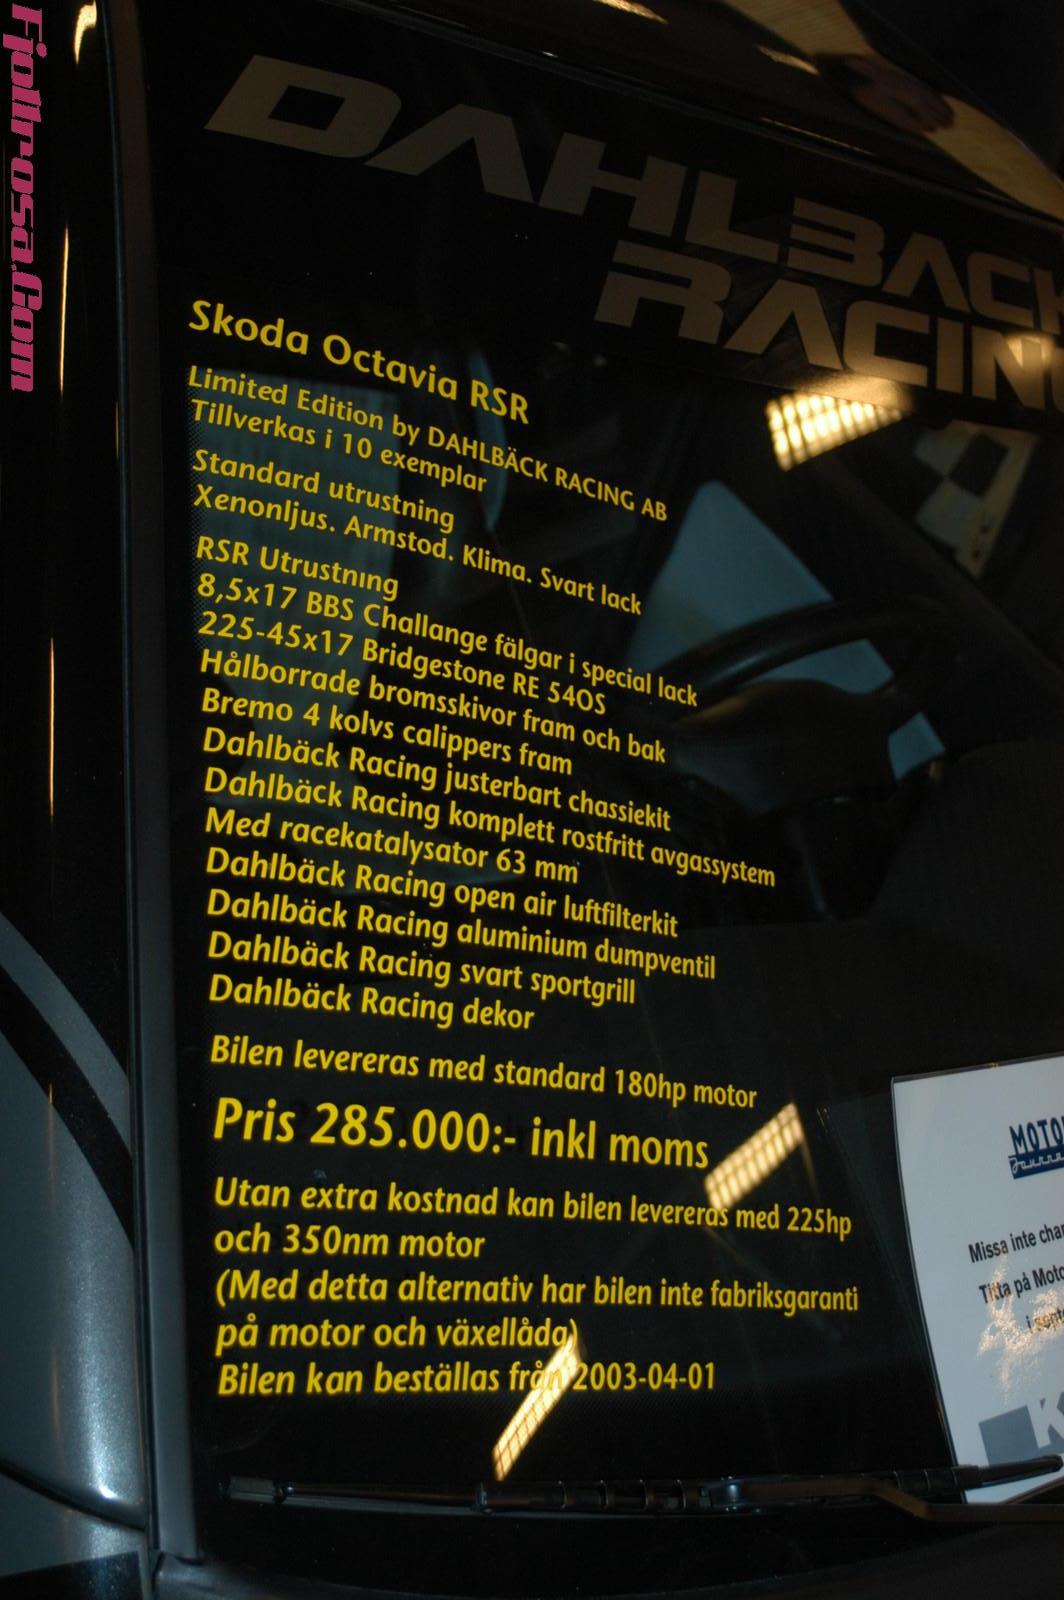 Fjollrosa.Com
DAHLBACK
RACING
Skoda Octavia RSR
Limited Edition by DAHLBÄCK RACING AB
Tillverkas i 10 exemplar
Standard utrustning
Xenonljus. Armstod. Klima. Svart lack
RSR Utrustning
8,5x17 BBS Challange fälgar i special lack
225-45x17 Bridgestone RE 540S
Hålborrade bromsskivor fram och bak
Bremo 4 kolvs calippers fram
Dahlbäck Racing justerbart chassiekit
Dahlbäck Racing komplett rostfritt avgassystem
Med racekatalysator 63 mm
Dahlbäck Racing open air luftfilterkit
Dahlbäck Racing aluminium dumpventil
Dahlbäck Racing svart sportgrill
Dahlbäck Racing dekor
Bilen levereras med standard 180hp motor
Pris 285.000:- inkl moms
Utan extra kostnad kan bilen levereras med 225hp
och 350nm motor
(Med detta alternativ har bilen inte fabriksgaranti
på motor och växellåda)
Bilen kan beställas från 2003-04-01
MOTO
Missa inte
Titta på
i